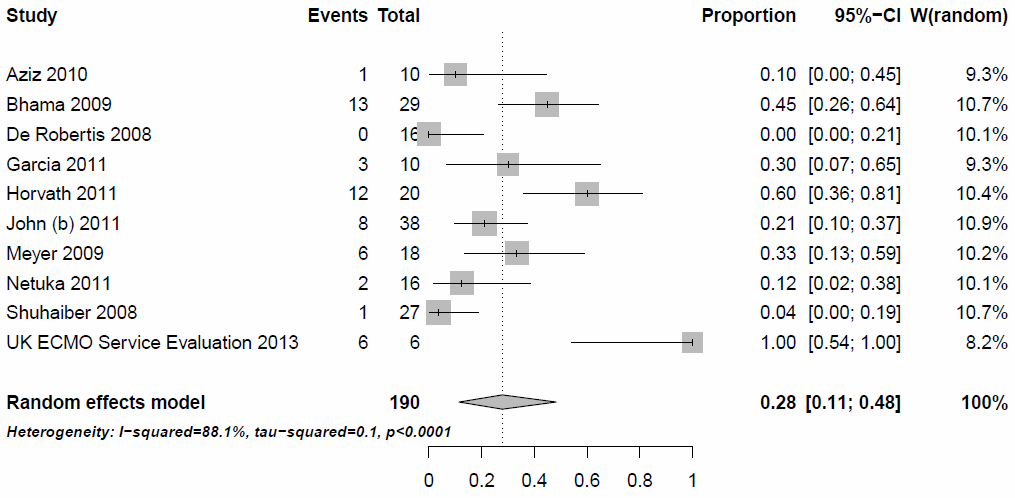 Study Events Total Proportion 95%−CI W(random)
Aziz 2010 1 10 0.10 [0.00; 0.45] 9.3%
Bhama 2009 13 29 0.45 [0.26; 0.64] 10.7%
De Robertis 2008 0 16 0.00 [0.00; 0.21] 10.1%
Garcia 2011 3 10 0.30 [0.07; 0.65] 9.3%
Horvath 2011 12 20 0.60 [0.36; 0.81] 10.4%
John (b) 2011 8 38 0.21 [0.10; 0.37] 10.9%
Meyer 2009 6 18 0.33 [0.13; 0.59] 10.2%
Netuka 2011 2 16 0.12 [0.02; 0.38] 10.1%
Shuhaiber 2008 1 27 0.04 [0.00; 0.19] 10.7%
UK ECMO Service Evaluation 2013 6 6 1.00 [0.54; 1.00] 8.2%
Random effects model 190 0.28 [0.11; 0.48] 100%
Heterogeneity: I−squared=88.1%, tau−squared=0.1, p<0.0001
0 0.2 0.4 0.6 0.8 1